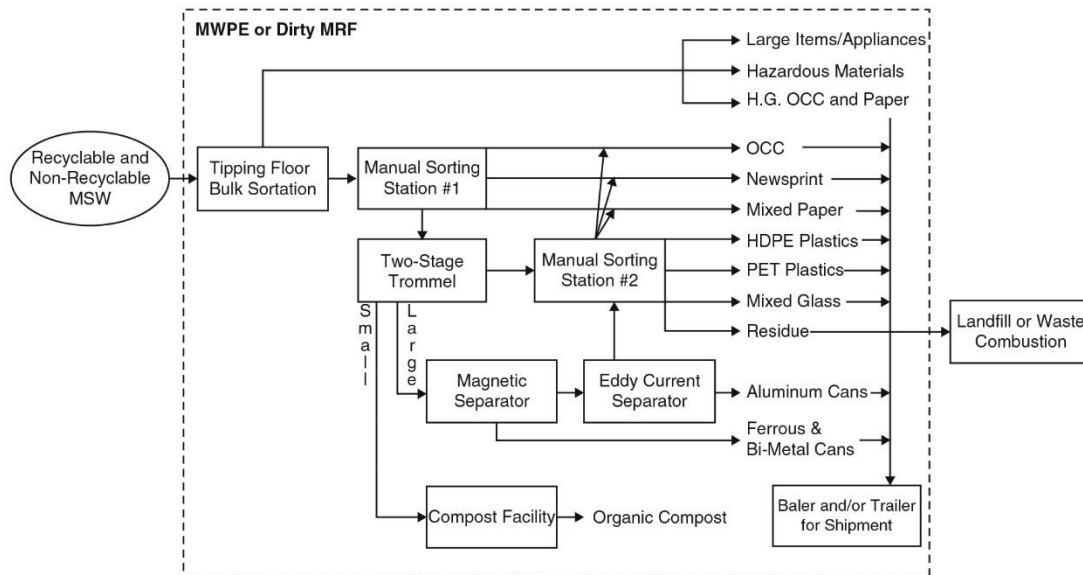 MWPE or Dirty MRF
Large Items/Appliances
Hazardous Materials
H.G. OCC and Paper
Recyclable and
Non-Recyclable
MSW
Tipping Floor
Bulk Sortation
Manual Sorting
Station #1
OCC
Newsprint
Mixed Paper
Two-Stage
Trommel
Manual Sorting
Station #2
HDPE Plastics
PET Plastics
Mixed Glass
Residue
Landfill or Waste
Combustion
Small
Large
Magnetic
Separator
Eddy Current
Separator
Aluminum Cans
Ferrous &
Bi-Metal Cans
Compost Facility
Organic Compost
Baler and/or Trailer
for Shipment